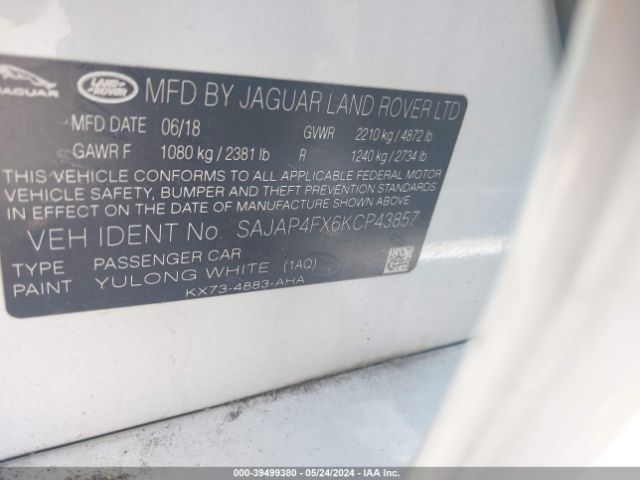 JAGUAR
LAND ROVER
MFD BY JAGUAR LAND ROVER LTD
MFD DATE 06/18 GVWR 2210 kg / 4872 lb
GAWR F 1080 kg / 2381 lb R 1240 kg / 2734 lb
THIS VEHICLE CONFORMS TO ALL APPLICABLE FEDERAL MOTOR
VEHICLE SAFETY, BUMPER AND THEFT PREVENTION STANDARDS
IN EFFECT ON THE DATE OF MANUFACTURE SHOWN ABOVE
VEH IDENT No. SAJAP4FX6KCP43857
TYPE PASSENGER CAR
PAINT YULONG WHITE (1AQ)
KX73-4883-AHA
000-39499380 - 05/24/2024 - IAA Inc.